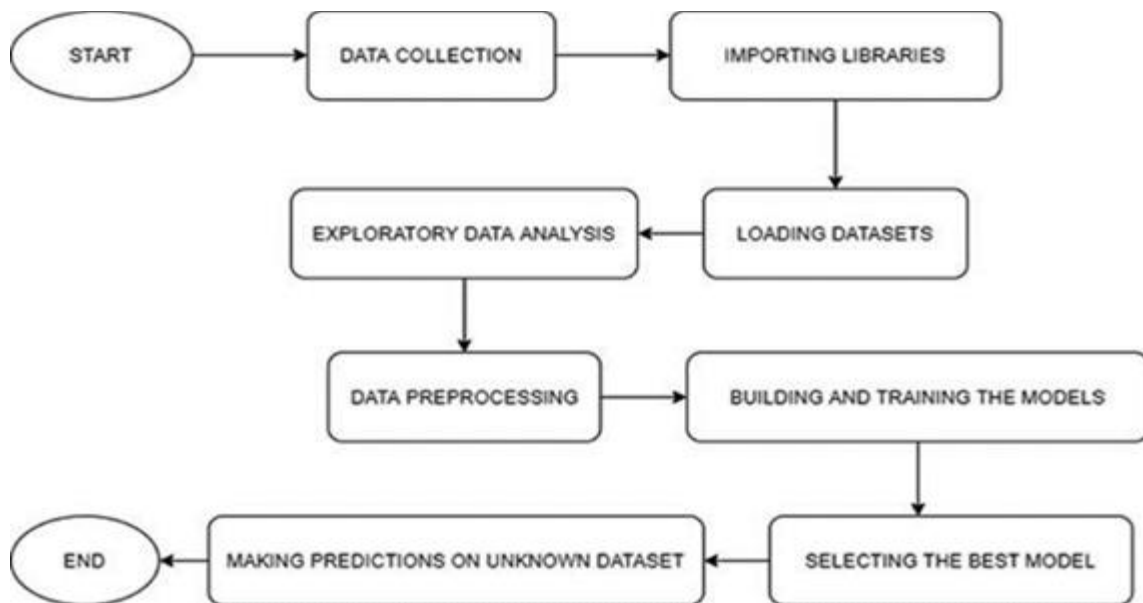 START
DATA COLLECTION
IMPORTING LIBRARIES
LOADING DATASETS
EXPLORATORY DATA ANALYSIS
DATA PREPROCESSING
BUILDING AND TRAINING THE MODELS
SELECTING THE BEST MODEL
MAKING PREDICTIONS ON UNKNOWN DATASET
END